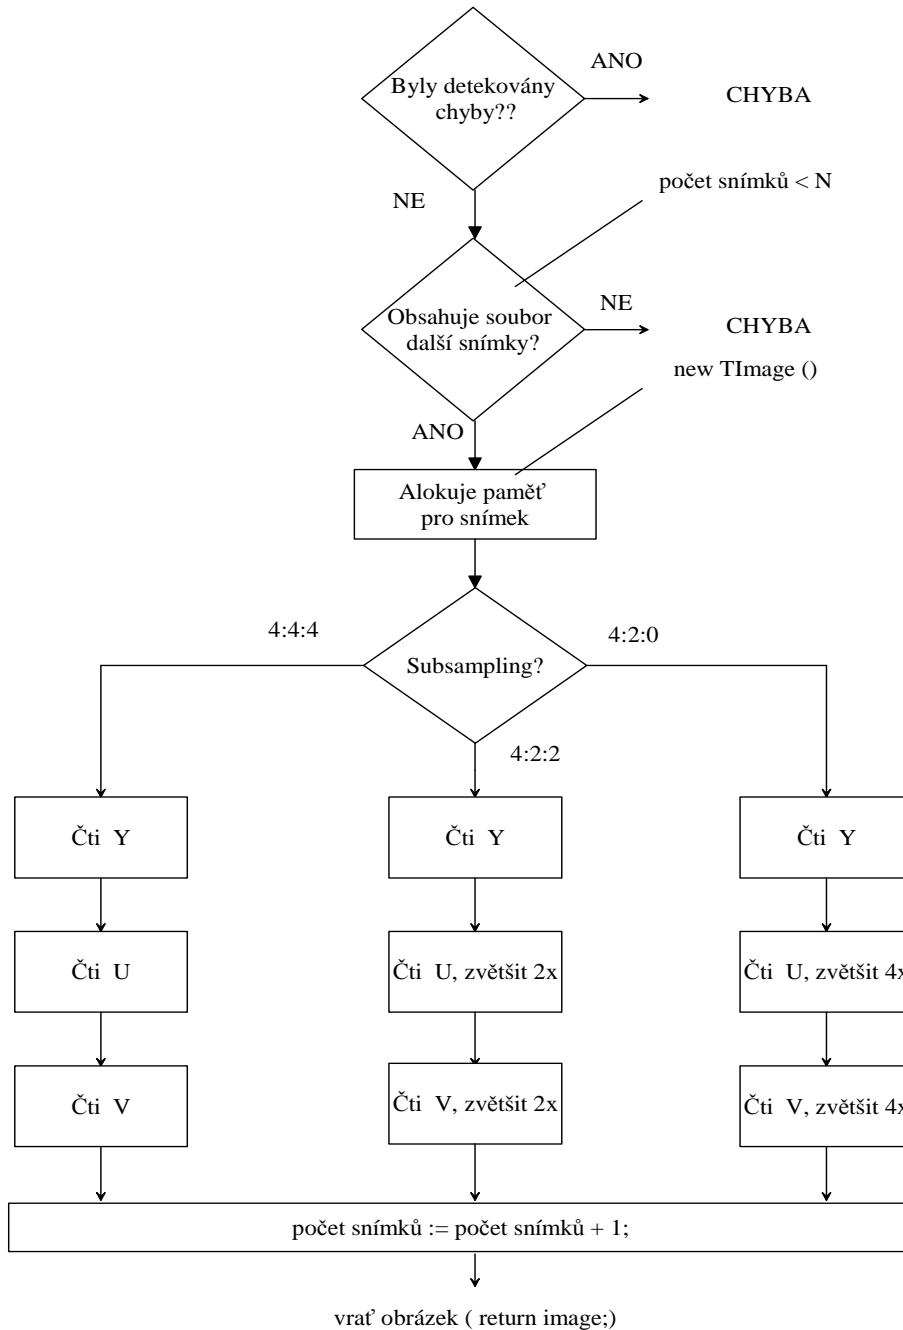 ANO
Byly detekovány
chyby??
CHYBA
počet snímků < N
NE
NE
Obsahuje soubor
další snímky?
CHYBA
new TImage ()
ANO
Alokuje paměť
pro snímek
4:4:4
4:2:0
Subsampling?
4:2:2
Čti Y
Čti Y
Čti Y
Čti U
Čti U, zvětšit 2x
Čti U, zvětšit 4x
Čti V
Čti V, zvětšit 2x
Čti V, zvětšit 4x
počet snímků := počet snímků + 1;
vrať obrázek ( return image;)